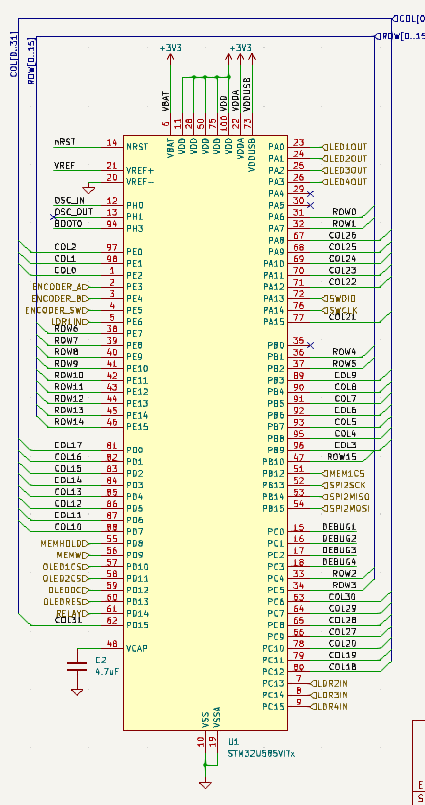 COL[0
ROW[0..15
COL[0..31]
ROW[0..15]
+3V3 +3V3
VBAT VDD VDDA VDDUSB
6 11 28 50 75 100 22 73
VBAT VDD VDD VDD VDD VDD VDDA VDDUSB
nRST 14 NRST
VREF 21 VREF+
20 VREF-
OSC_IN 12 PH0
OSC_OUT 13 PH1
BOOT0 94 PH3
COL2 97 PE0
COL1 98 PE1
COL0 1 PE2
ENCODER_A 2 PE3
ENCODER_B 3 PE4
ENCODER_SW 4 PE5
LDR1IN 5 PE6
ROW6 38 PE7
ROW7 39 PE8
ROW8 40 PE9
ROW9 41 PE10
ROW10 42 PE11
ROW11 43 PE12
ROW12 44 PE13
ROW13 45 PE14
ROW14 46 PE15
COL17 81 PD0
COL16 82 PD1
COL15 83 PD2
COL14 84 PD3
COL13 85 PD4
COL12 86 PD5
COL11 87 PD6
COL10 88 PD7
MEMHOLD 55 PD8
MEMW 56 PD9
OLED1CS 57 PD10
OLED2CS 58 PD11
OLEDDC 59 PD12
OLEDRES 60 PD13
RELAY 61 PD14
COL31 62 PD15
48 VCAP
C2
4.7uF
PA0 23 LED1OUT
PA1 24 LED2OUT
PA2 25 LED3OUT
PA3 26 LED4OUT
PA4 29
PA5 30
PA6 31 ROW0
PA7 32 ROW1
PA8 67 COL26
PA9 68 COL25
PA10 69 COL24
PA11 70 COL23
PA12 71 COL22
PA13 72 SWDIO
PA14 76 SWCLK
PA15 77 COL21
PB0 35
PB1 36 ROW4
PB2 37 ROW5
PB3 89 COL9
PB4 90 COL8
PB5 91 COL7
PB6 92 COL6
PB7 93 COL5
PB8 95 COL4
PB9 96 COL3
PB10 47 ROW15
PB12 51 MEM1CS
PB13 52 SPI2SCK
PB14 53 SPI2MISO
PB15 54 SPI2MOSI
PC0 15 DEBUG1
PC1 16 DEBUG2
PC2 17 DEBUG3
PC3 18 DEBUG4
PC4 33 ROW2
PC5 34 ROW3
PC6 63 COL30
PC7 64 COL29
PC8 65 COL28
PC9 66 COL27
PC10 78 COL20
PC11 79 COL19
PC12 80 COL18
PC13 7 LDR2IN
PC14 8 LDR3IN
PC15 9 LDR4IN
VSS VSSA
10 19
U1
STM32U585VITx
E
S